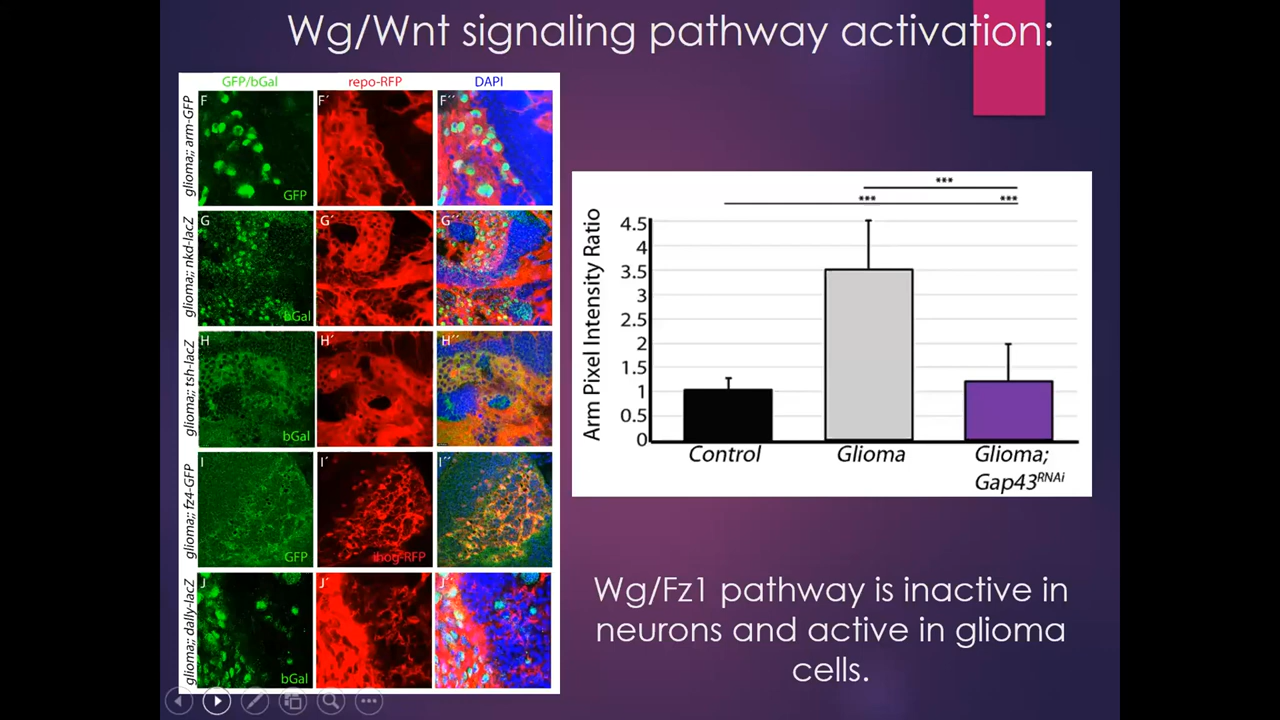 Wg/Wnt signaling pathway activation:
GFP/bGal repo-RFP DAPI
glioma;; arm-GFP
F F´ F´´
GFP
glioma;; nkd-lacZ
G G´ G´´
bGal
glioma;; tsh-lacZ
H H´ H´´
bGal
glioma;; fz4-GFP
I I´ I´´
GFP ihog-RFP
glioma;; dally-lacZ
J J´ J´´
bGal
***
*** ***
Arm Pixel Intensity Ratio
4.5
4
3.5
3
2.5
2
1.5
1
0.5
0
Control Glioma Glioma;
Gap43RNAi
Wg/Fz1 pathway is inactive in
neurons and active in glioma
cells.